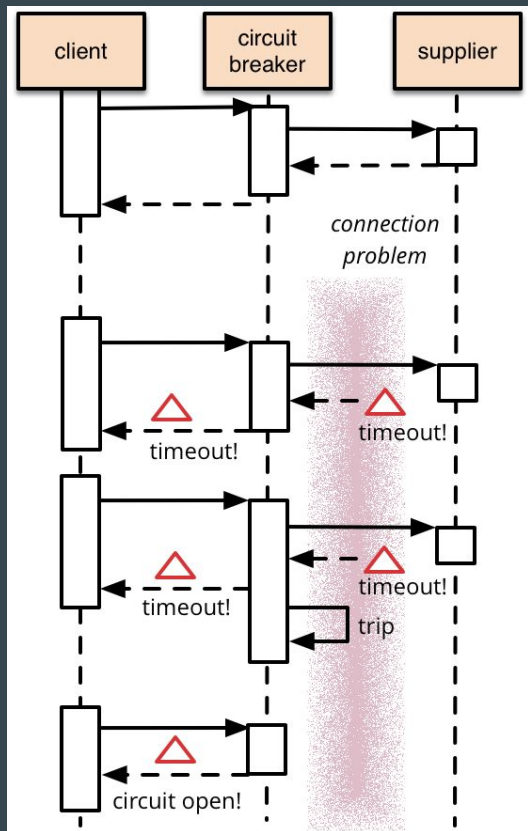 client
circuit
breaker
supplier
connection
problem
timeout!
timeout!
timeout!
timeout!
trip
circuit open!